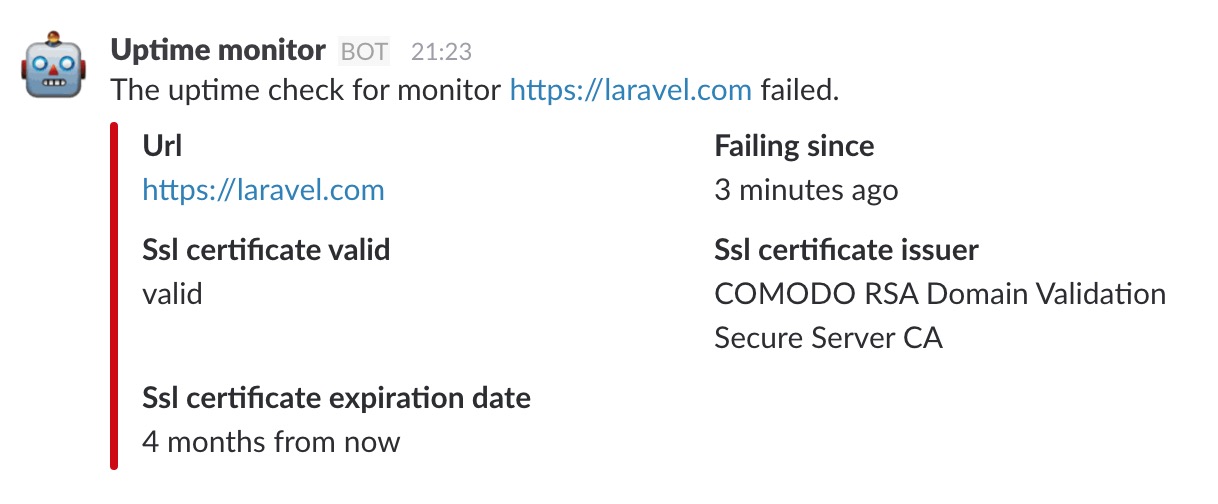 Uptime monitor BOT 21:23
The uptime check for monitor https://laravel.com failed.
Url
https://laravel.com
Failing since
3 minutes ago
Ssl certificate valid
valid
Ssl certificate issuer
COMODO RSA Domain Validation
Secure Server CA
Ssl certificate expiration date
4 months from now